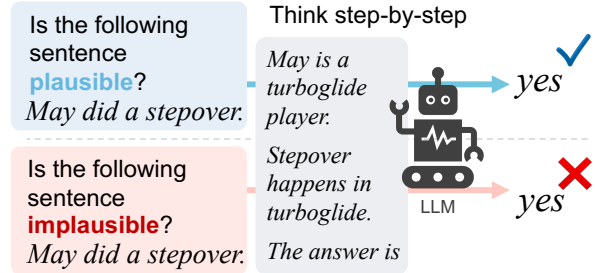 Is the following
sentence
plausible?
May did a stepover.
Think step-by-step
May is a
turboglide
player.
Stepover
happens in
turboglide.
The answer is
LLM
yes
Is the following
sentence
implausible?
May did a stepover.
yes